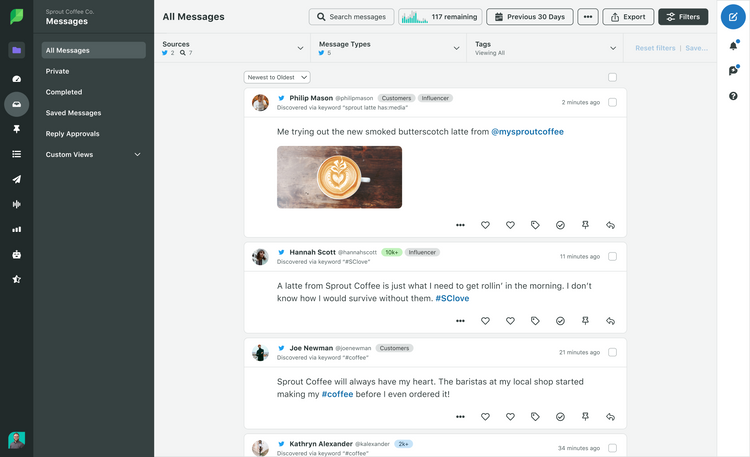 Sprout Coffee Co.
Messages
All Messages
Private
Completed
Saved Messages
Reply Approvals
Custom Views
All Messages
Search messages
117 remaining
Previous 30 Days
Export
Filters
Sources
2 7
Message Types
5
Tags
Viewing All
Reset filters | Save...
Newest to Oldest
Philip Mason @philipmason Customers Influencer
Discovered via keyword "sprout latte has:media"
2 minutes ago
Me trying out the new smoked butterscotch latte from @mysproutcoffee
Hannah Scott @hannahscott 10k+ Influencer
Discovered via keyword "#SClove"
11 minutes ago
A latte from Sprout Coffee is just what I need to get rollin' in the morning. I don't
know how I would survive without them. #SClove
Joe Newman @joenewman Customers
Discovered via keyword "#coffee"
21 minutes ago
Sprout Coffee will always have my heart. The baristas at my local shop started
making my #coffee before I even ordered it!
Kathryn Alexander @kalexander 2k+
Discovered via keyword "#coffee"
34 minutes ago